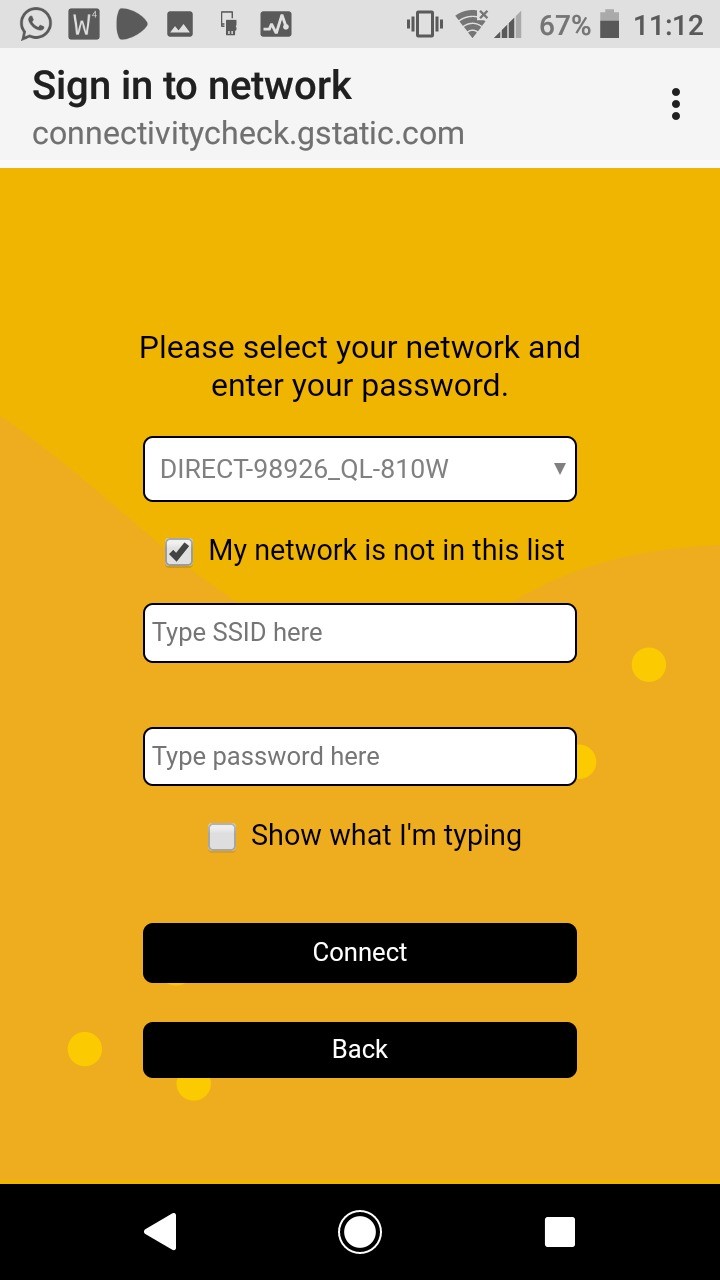 67% 11:12
Sign in to network
connectivitycheck.gstatic.com
Please select your network and
enter your password.
DIRECT-98926_QL-810W
My network is not in this list
Type SSID here
Type password here
Show what I'm typing
Connect
Back